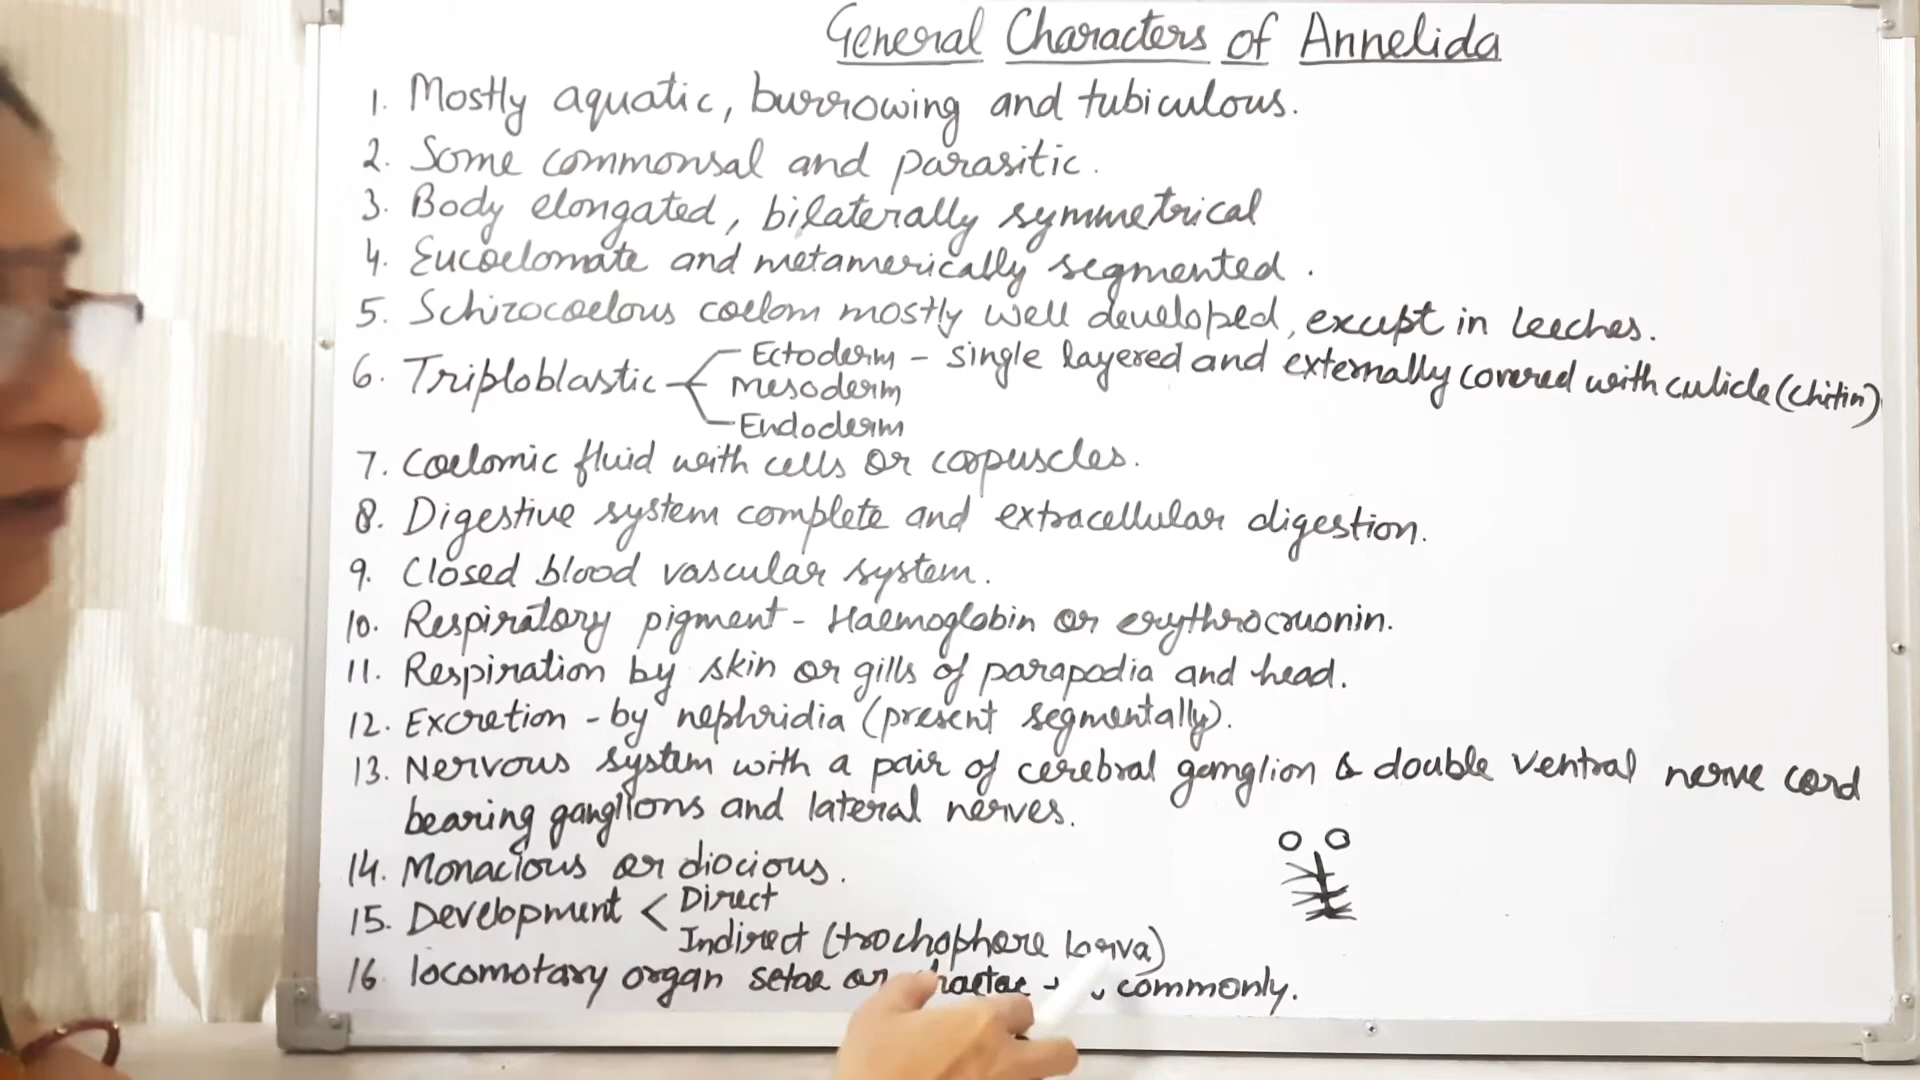 General Characters of Annelida
1. Mostly aquatic, burrowing and tubiculous.
2. Some commonsal and parasitic.
3. Body elongated, bilaterally symmetrical
4. Eucoelomate and metamerically segmented.
5. Schizocoelous coelom mostly well developed, except in leeches.
6. Triploblastic
Ectoderm - single layered and externally covered with cuticle (chitin)
Mesoderm
Endoderm
7. Coelomic fluid with cells or corpuscles.
8. Digestive system complete and extracellular digestion.
9. Closed blood vascular system.
10. Respiratory pigment - Haemoglobin or erythrocruonin.
11. Respiration by skin or gills of parapodia and head.
12. Excretion - by nephridia (present segmentally).
13. Nervous system with a pair of cerebral ganglion & double ventral nerve cord
bearing ganglions and lateral nerves.
14. Monacious or diocious.
15. Development < Direct
Indirect (trochophore larva)
16 locomotary organ setae or commonly.